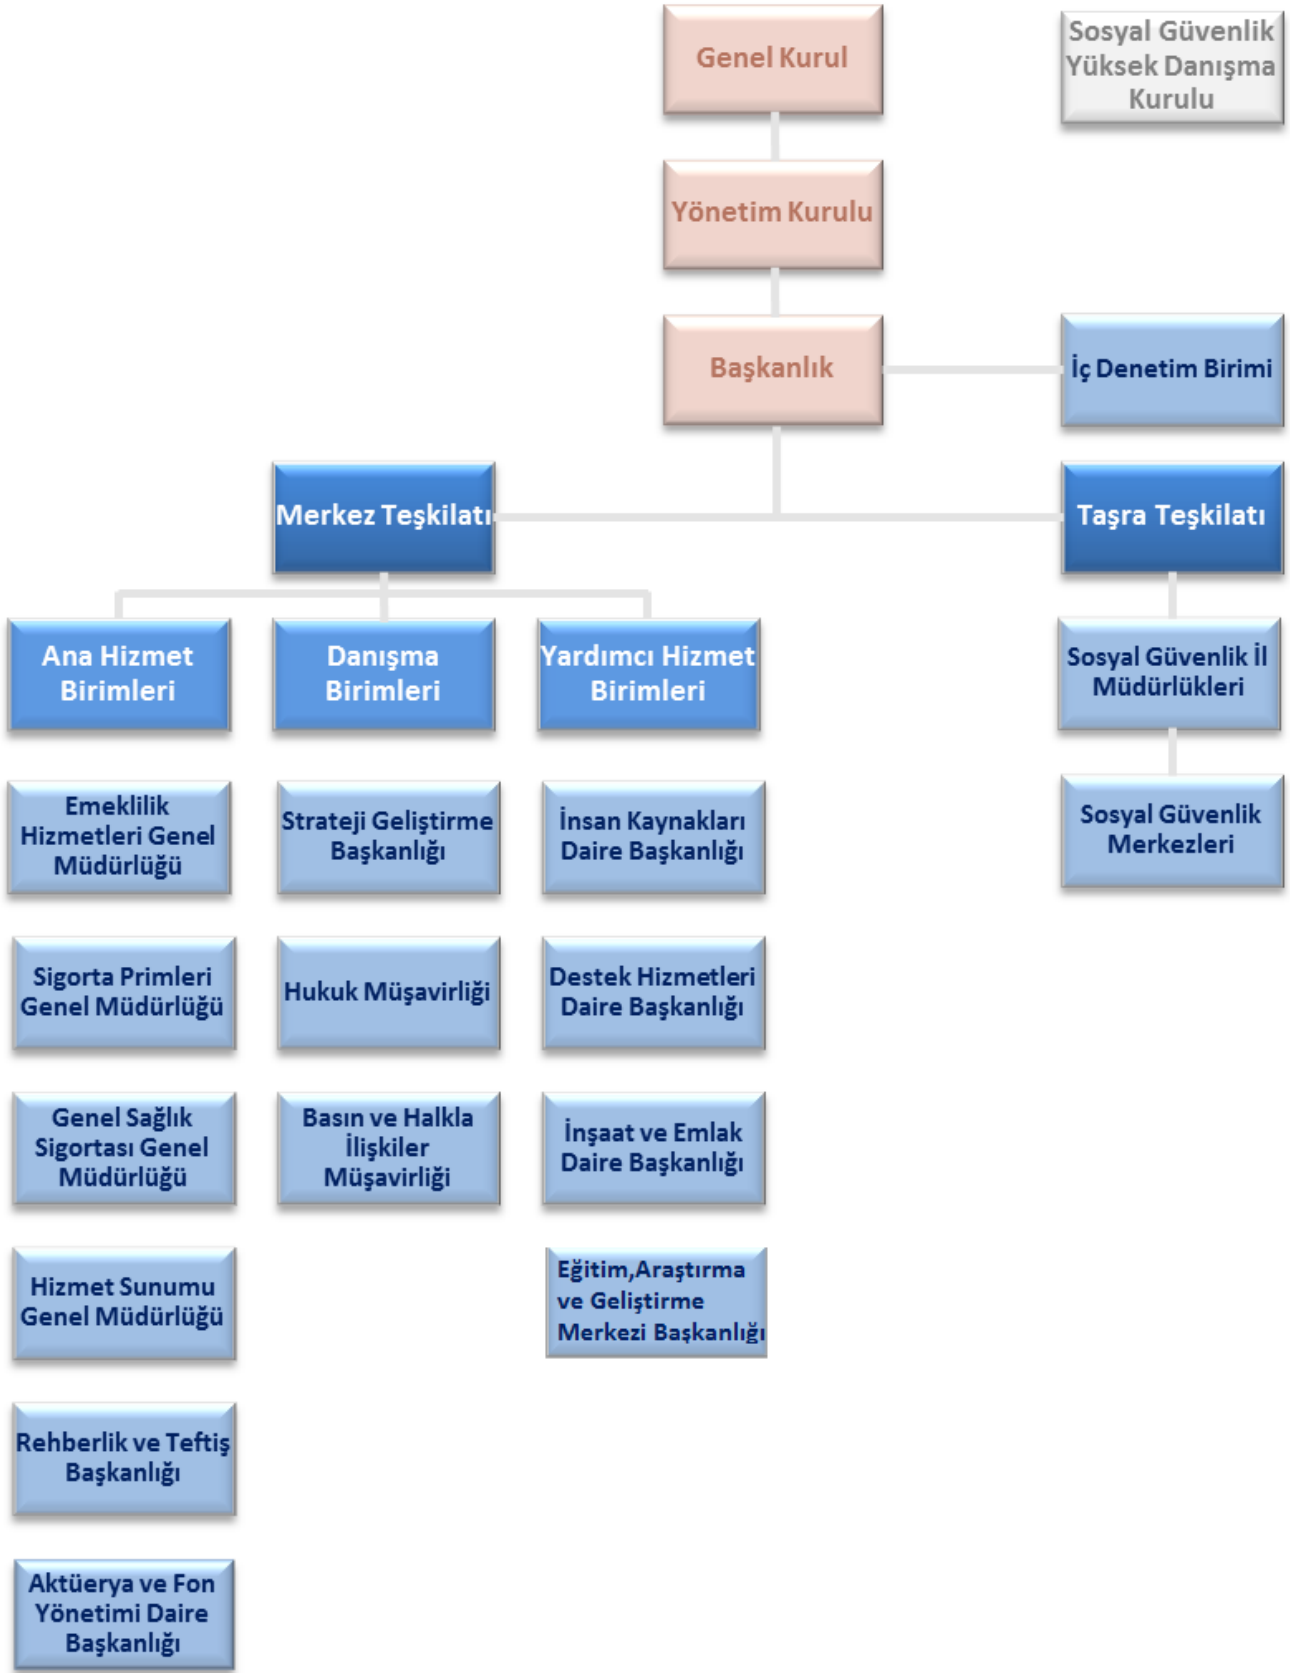 Genel Kurul
Sosyal Güvenlik
Yüksek Danışma
Kurulu
Yönetim Kurulu
Başkanlık
İç Denetim Birimi
Merkez Teşkilatı
Taşra Teşkilatı
Ana Hizmet
Birimleri
Danışma
Birimleri
Yardımcı Hizmet
Birimleri
Sosyal Güvenlik İl
Müdürlükleri
Emeklilik
Hizmetleri Genel
Müdürlüğü
Strateji Geliştirme
Başkanlığı
İnsan Kaynakları
Daire Başkanlığı
Sosyal Güvenlik
Merkezleri
Sigorta Primleri
Genel Müdürlüğü
Hukuk Müşavirliği
Destek Hizmetleri
Daire Başkanlığı
Genel Sağlık
Sigortası Genel
Müdürlüğü
Basın ve Halkla
İlişkiler
Müşavirliği
İnşaat ve Emlak
Daire Başkanlığı
Hizmet Sunumu
Genel Müdürlüğü
Eğitim,Araştırma
ve Geliştirme
Merkezi Başkanlığı
Rehberlik ve Teftiş
Başkanlığı
Aktüerya ve Fon
Yönetimi Daire
Başkanlığı